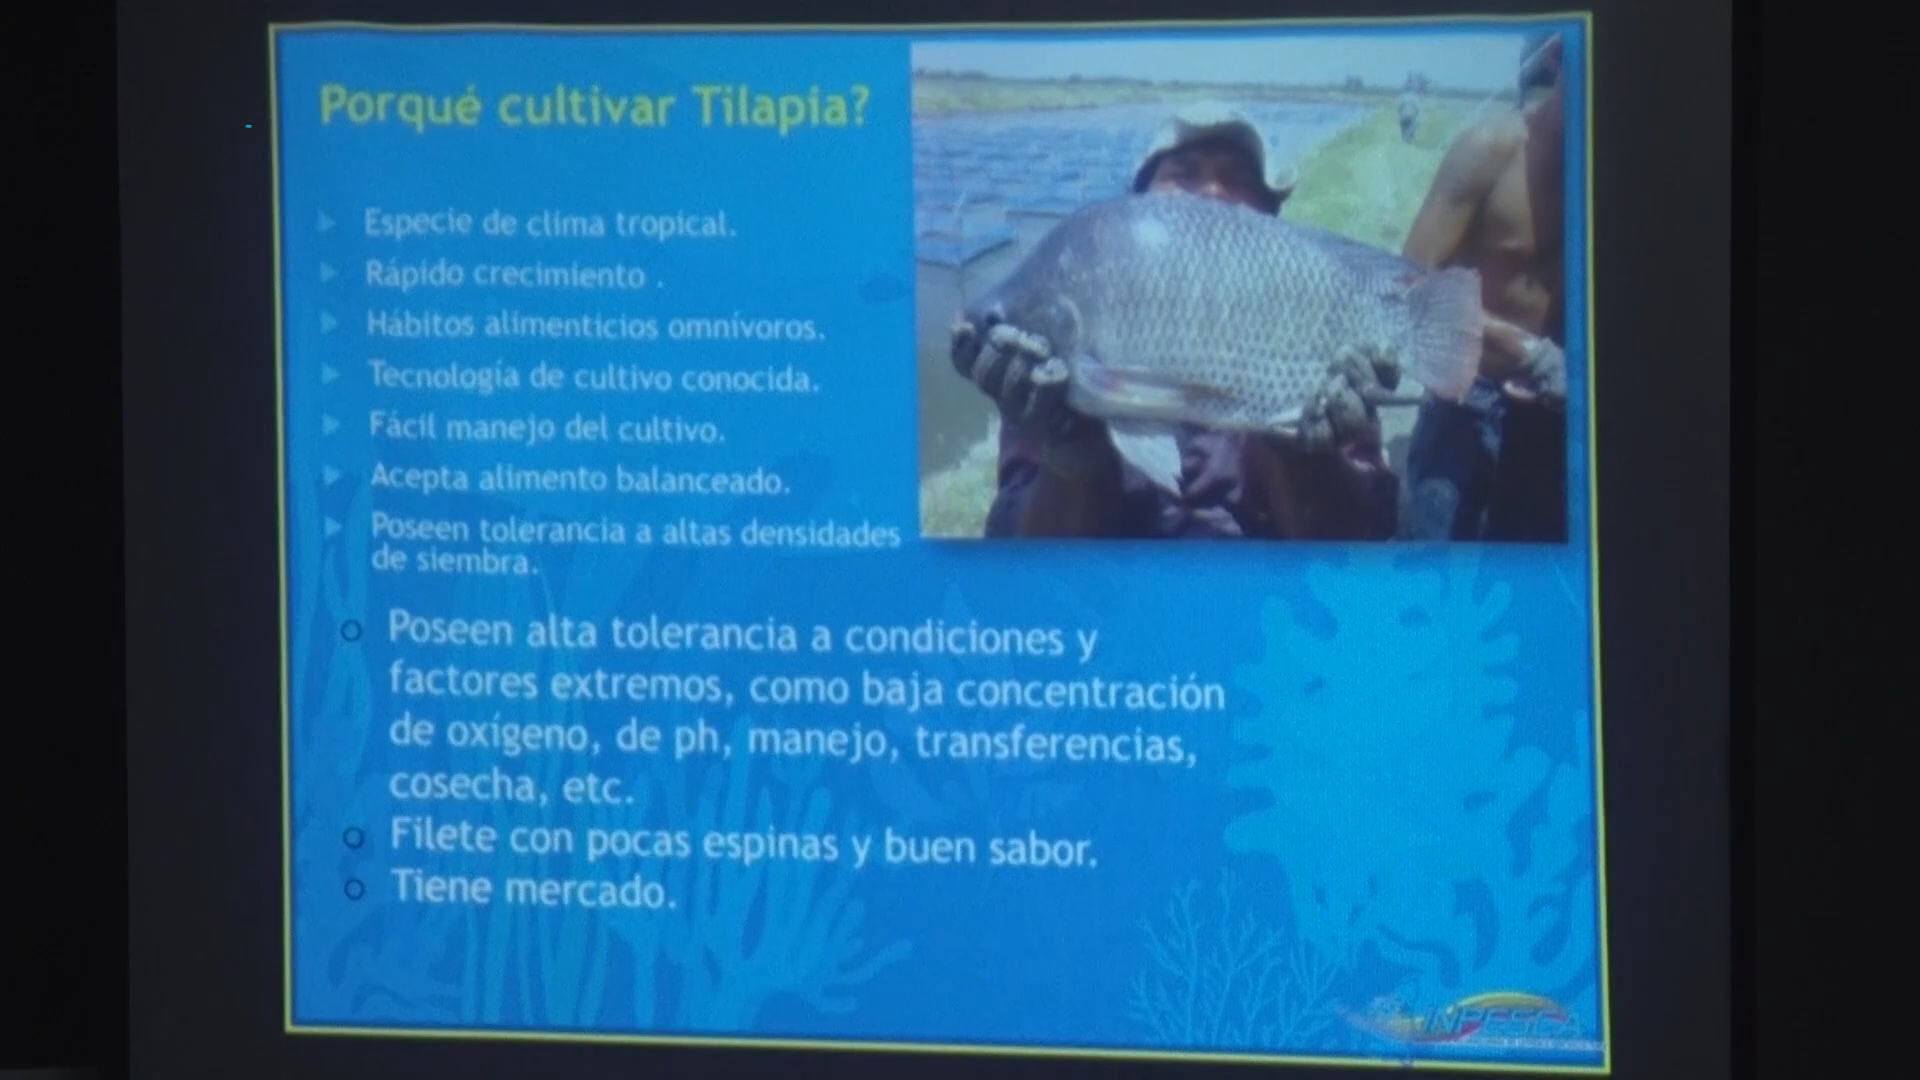 Porqué cultivar Tilapia?
Especie de clima tropical.
Rápido crecimiento .
Hábitos alimenticios omnívoros.
Tecnología de cultivo conocida.
Fácil manejo del cultivo.
Acepta alimento balanceado.
Poseen tolerancia a altas densidades
de siembra.
Poseen alta tolerancia a condiciones y
factores extremos, como baja concentración
de oxígeno, de ph, manejo, transferencias,
cosecha, etc.
Filete con pocas espinas y buen sabor.
Tiene mercado.
INPESCA